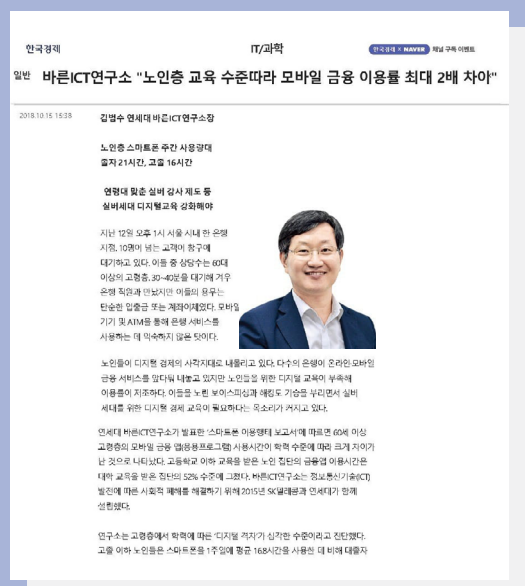 한국경제
IT/과학
한국경제 × NAVER 채널 구독 이벤트
일반 바른ICT연구소 "노인층 교육 수준따라 모바일 금융 이용률 최대 2배 차이"
2018.10.15 15:38
김범수 연세대 바른ICT연구소장
노인층 스마트폰 주간 사용량대
졸자 21시간, 고졸 16시간
연령대 맞춘 실버 강사 제도 등
실버세대 디지털교육 강화해야
지난 12일 오후 1시 서울 시내 한 은행
지점, 10명이 넘는 고객이 창구에
대기하고 있다. 이들 중 상당수는 60대
이상의 고령층, 30~40분을 대기해 겨우
은행 직원과 만났지만 이들의 용무는
단순한 입출금 또는 계좌이체였다. 모바일
기기 및 ATM을 통해 은행 서비스를
사용하는 데 익숙하지 않은 탓이다.
노인들이 디지털 경제의 사각지대로 내몰리고 있다. 다수의 은행이 온라인·모바일
금융 서비스를 앞다퉈 내놓고 있지만 노인들을 위한 디지털 교육이 부족해
이용률이 저조하다. 이들을 노린 보이스피싱과 해킹도 기승을 부리면서 실버
세대를 위한 디지털 경제 교육이 필요하다는 목소리가 커지고 있다.
연세대 바른ICT연구소가 발표한 '스마트폰 이용행태 보고서'에 따르면 60세 이상
고령층의 모바일 금융 앱(응용프로그램) 사용시간이 학력 수준에 따라 크게 차이가
난 것으로 나타났다. 고등학교 이하 교육을 받은 노인 집단의 금융앱 이용시간은
대학 교육을 받은 집단의 52% 수준에 그쳤다. 바른ICT연구소는 정보통신기술(ICT)
발전에 따른 사회적 폐해를 해결하기 위해 2015년 SK텔레콤과 연세대가 함께
설립했다.
연구소는 고령층에서 학력에 따른 '디지털 격차'가 심각한 수준이라고 진단했다.
고졸 이하 노인들은 스마트폰을 1주일에 평균 16.8시간을 사용한 데 비해 대졸자